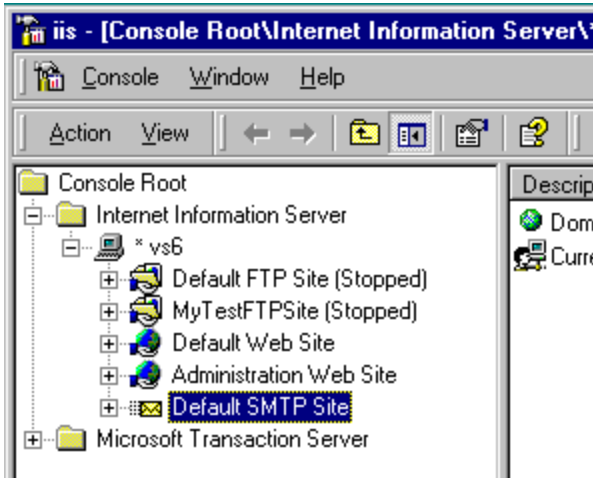 iis - [Console Root\Internet Information Server\*
Console Window Help
Action View
Console Root
Internet Information Server
* vs6
Default FTP Site (Stopped)
MyTestFTPSite (Stopped)
Default Web Site
Administration Web Site
Default SMTP Site
Microsoft Transaction Server
Descrip
Dom
Curre